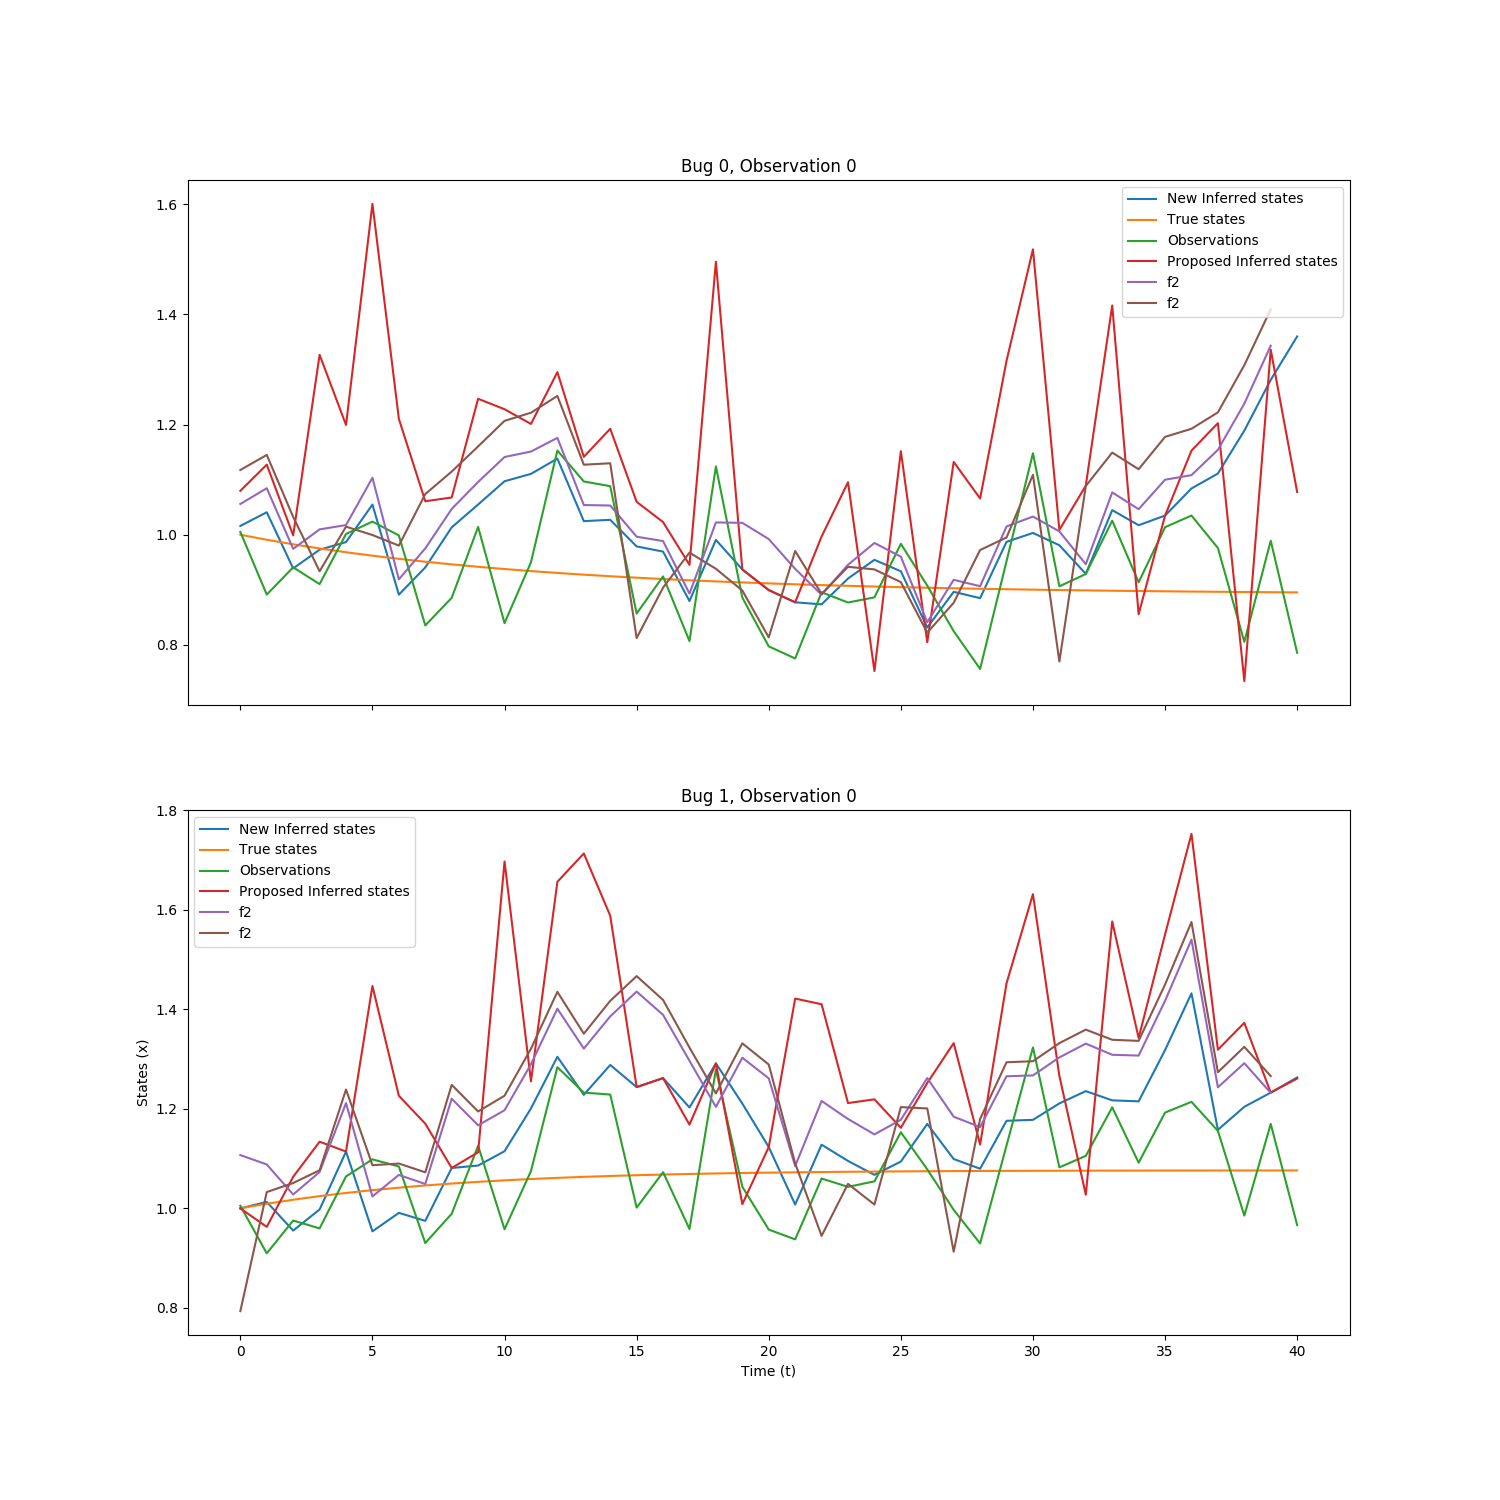 Bug 0, Observation 0
1.6
1.4
1.2
1.0
0.8
New Inferred states
True states
Observations
Proposed Inferred states
f2
f2
Bug 1, Observation 0
1.8
1.6
1.4
1.2
1.0
0.8
States (x)
New Inferred states
True states
Observations
Proposed Inferred states
f2
f2
0 5 10 15 20 25 30 35 40
Time (t)